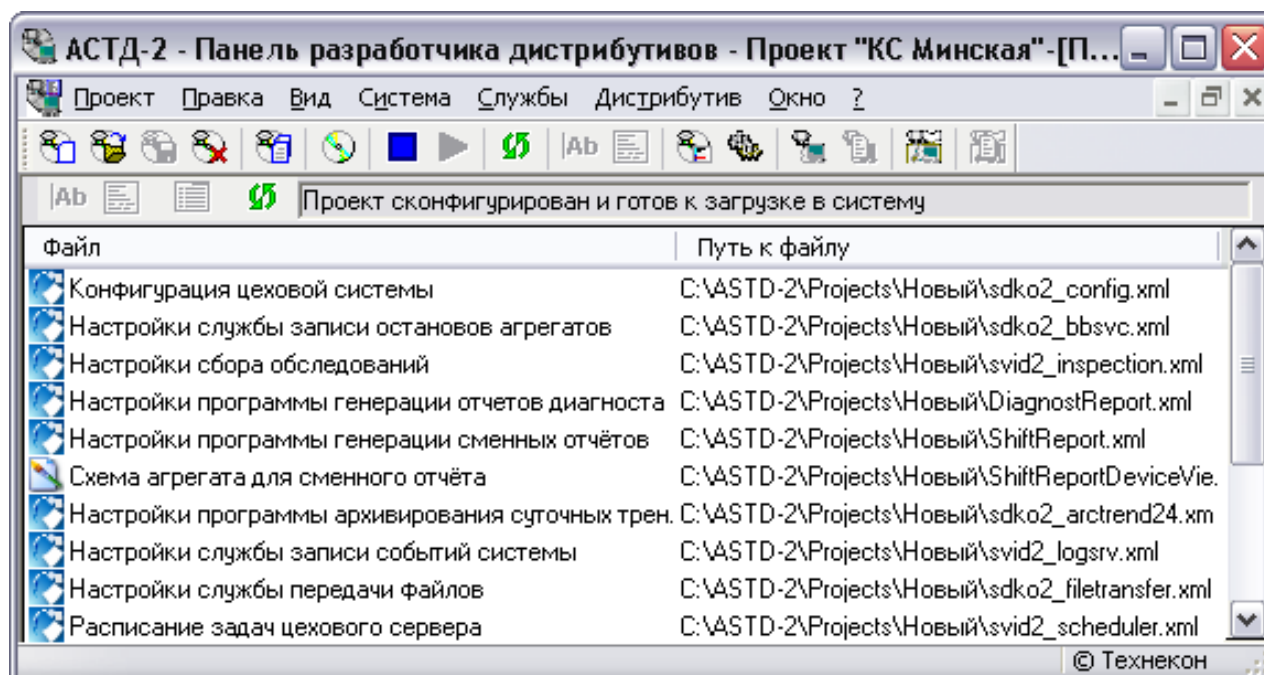 АСТД-2 - Панель разработчика дистрибутивов - Проект "КС Минская"-[П...
Проект Правка Вид Система Службы Дистрибутив Окно ?
Ab
Ab Проект сконфигурирован и готов к загрузке в систему
Файл Путь к файлу
Конфигурация цеховой системы C:\ASTD-2\Projects\Новый\sdko2_config.xml
Настройки службы записи остановов агрегатов C:\ASTD-2\Projects\Новый\sdko2_bbsvc.xml
Настройки сбора обследований C:\ASTD-2\Projects\Новый\svid2_inspection.xml
Настройки программы генерации отчетов диагноста C:\ASTD-2\Projects\Новый\DiagnostReport.xml
Настройки программы генерации сменных отчётов C:\ASTD-2\Projects\Новый\ShiftReport.xml
Схема агрегата для сменного отчёта C:\ASTD-2\Projects\Новый\ShiftReportDeviceVie.
Настройки программы архивирования суточных трен. C:\ASTD-2\Projects\Новый\sdko2_arctrend24.xm
Настройки службы записи событий системы C:\ASTD-2\Projects\Новый\svid2_logsrv.xml
Настройки службы передачи файлов C:\ASTD-2\Projects\Новый\sdko2_filetransfer.xml
Расписание задач цехового сервера C:\ASTD-2\Projects\Новый\svid2_scheduler.xml
© Технекон